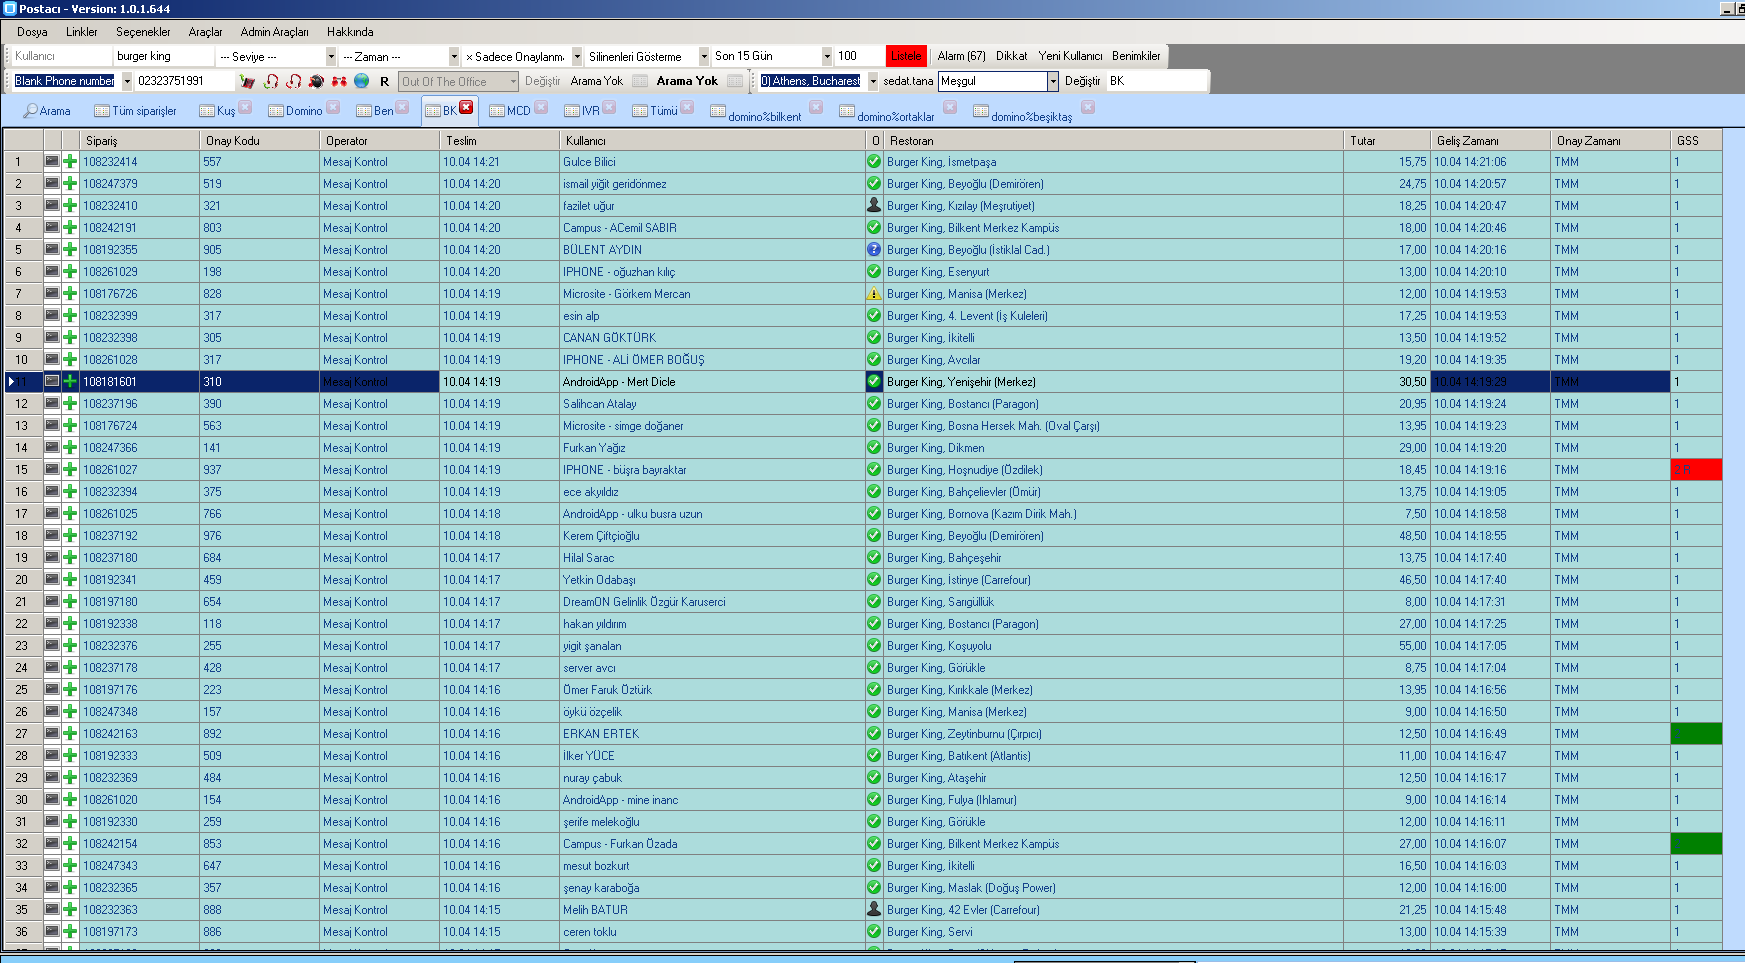 Postacı - Version: 1.0.1.644
Dosya Linkler Seçenekler Araçlar Admin Araçları Hakkında
Kullanıcı burger king --- Seviye --- --- Zaman --- × Sadece Onaylanm Silinenleri Gösterme Son 15 Gün 100 Listele Alarm (67) Dikkat Yeni Kullanıcı Benimkiler
Blank Phone number 02323751991 R Out Of The Office Değiştir Arama Yok Arama Yok 0) Athens, Bucharest sedat.tana Meşgul Değiştir BK
Arama Tüm siparişler Kuş Domino Ben BK MCD IVR Tümü domino%bilkent domino%ortaklar domino%beşiktaş
Sipariş Onay Kodu Operator Teslim Kullanıcı O Restoran Tutar Geliş Zamanı Onay Zamanı GSS
1 108232414 557 Mesaj Kontrol 10.04 14:21 Gulce Bilici Burger King, İsmetpaşa 15,75 10.04 14:21:06 TMM 1
2 108247379 519 Mesaj Kontrol 10.04 14:20 ismail yiğit geridönmez Burger King, Beyoğlu (Demirören) 24,75 10.04 14:20:57 TMM 1
3 108232410 321 Mesaj Kontrol 10.04 14:20 fazilet uğur Burger King, Kızılay (Meşrutiyet) 18,25 10.04 14:20:47 TMM 1
4 108242191 803 Mesaj Kontrol 10.04 14:20 Campus - ACemil SABIR Burger King, Bilkent Merkez Kampüs 18,00 10.04 14:20:46 TMM 1
5 108192355 905 Mesaj Kontrol 10.04 14:20 BÜLENT AYDIN Burger King, Beyoğlu (İstiklal Cad.) 17,00 10.04 14:20:16 TMM 1
6 108261029 198 Mesaj Kontrol 10.04 14:20 IPHONE - oğuzhan kılıç Burger King, Esenyurt 13,00 10.04 14:20:10 TMM 1
7 108176726 828 Mesaj Kontrol 10.04 14:19 Microsite - Görkem Mercan Burger King, Manisa (Merkez) 12,00 10.04 14:19:53 TMM 1
8 108232399 317 Mesaj Kontrol 10.04 14:19 esin alp Burger King, 4. Levent (İş Kuleleri) 17,25 10.04 14:19:53 TMM 1
9 108232398 305 Mesaj Kontrol 10.04 14:19 CANAN GÖKTÜRK Burger King, İkitelli 13,50 10.04 14:19:52 TMM 1
10 108261028 317 Mesaj Kontrol 10.04 14:19 IPHONE - ALİ ÖMER BOĞUŞ Burger King, Avcılar 19,20 10.04 14:19:35 TMM 1
11 108181601 310 Mesaj Kontrol 10.04 14:19 AndroidApp - Mert Dicle Burger King, Yenişehir (Merkez) 30,50 10.04 14:19:29 TMM 1
12 108237196 390 Mesaj Kontrol 10.04 14:19 Salihcan Atalay Burger King, Bostancı (Paragon) 20,95 10.04 14:19:24 TMM 1
13 108176724 563 Mesaj Kontrol 10.04 14:19 Microsite - simge doğaner Burger King, Bosna Hersek Mah. (Oval Çarşı) 13,95 10.04 14:19:23 TMM 1
14 108247366 141 Mesaj Kontrol 10.04 14:19 Furkan Yağız Burger King, Dikmen 29,00 10.04 14:19:20 TMM 1
15 108261027 937 Mesaj Kontrol 10.04 14:19 IPHONE - büşra bayraktar Burger King, Hoşnudiye (Özdilek) 18,45 10.04 14:19:16 TMM
16 108232394 375 Mesaj Kontrol 10.04 14:19 ece akyıldız Burger King, Bahçelievler (Ömür) 13,75 10.04 14:19:05 TMM 1
17 108261025 766 Mesaj Kontrol 10.04 14:18 AndroidApp - ulku busra uzun Burger King, Bornova (Kazım Dirik Mah.) 7,50 10.04 14:18:58 TMM 1
18 108237192 976 Mesaj Kontrol 10.04 14:18 Kerem Çiftçioğlu Burger King, Beyoğlu (Demirören) 48,50 10.04 14:18:55 TMM 1
19 108237180 684 Mesaj Kontrol 10.04 14:17 Hilal Sarac Burger King, Bahçeşehir 13,75 10.04 14:17:40 TMM 1
20 108192341 459 Mesaj Kontrol 10.04 14:17 Yetkin Odabaşı Burger King, İstinye (Carrefour) 46,50 10.04 14:17:40 TMM 1
21 108197180 654 Mesaj Kontrol 10.04 14:17 DreamON Gelinlik Özgür Karuserci Burger King, Sarıgüllük 8,00 10.04 14:17:31 TMM 1
22 108192338 118 Mesaj Kontrol 10.04 14:17 hakan yıldırım Burger King, Bostancı (Paragon) 27,00 10.04 14:17:25 TMM 1
23 108232376 255 Mesaj Kontrol 10.04 14:17 yigit şanalan Burger King, Koşuyolu 55,00 10.04 14:17:05 TMM 1
24 108237178 428 Mesaj Kontrol 10.04 14:17 server avcı Burger King, Görükle 8,75 10.04 14:17:04 TMM 1
25 108197176 223 Mesaj Kontrol 10.04 14:16 Ömer Faruk Öztürk Burger King, Kırıkkale (Merkez) 13,95 10.04 14:16:56 TMM 1
26 108247348 157 Mesaj Kontrol 10.04 14:16 öykü özçelik Burger King, Manisa (Merkez) 9,00 10.04 14:16:50 TMM 1
27 108242163 892 Mesaj Kontrol 10.04 14:16 ERKAN ERTEK Burger King, Zeytinburnu (Çırpıcı) 12,50 10.04 14:16:49 TMM
28 108192333 509 Mesaj Kontrol 10.04 14:16 İlker YÜCE Burger King, Batıkent (Atlantis) 11,00 10.04 14:16:47 TMM 1
29 108232369 484 Mesaj Kontrol 10.04 14:16 nuray çabuk Burger King, Ataşehir 12,50 10.04 14:16:17 TMM 1
30 108261020 154 Mesaj Kontrol 10.04 14:16 AndroidApp - mine inanc Burger King, Fulya (Ihlamur) 9,00 10.04 14:16:14 TMM 1
31 108192330 259 Mesaj Kontrol 10.04 14:16 şerife melekoğlu Burger King, Görükle 12,00 10.04 14:16:11 TMM 1
32 108242154 853 Mesaj Kontrol 10.04 14:16 Campus - Furkan Özada Burger King, Bilkent Merkez Kampüs 27,00 10.04 14:16:07 TMM
33 108247343 647 Mesaj Kontrol 10.04 14:16 mesut bozkurt Burger King, İkitelli 16,50 10.04 14:16:03 TMM 1
34 108232365 357 Mesaj Kontrol 10.04 14:16 şenay karaboğa Burger King, Maslak (Doğuş Power) 12,00 10.04 14:16:00 TMM 1
35 108232363 888 Mesaj Kontrol 10.04 14:15 Melih BATUR Burger King, 42 Evler (Carrefour) 21,25 10.04 14:15:48 TMM 1
36 108197173 886 Mesaj Kontrol 10.04 14:15 ceren toklu Burger King, Servi 13,00 10.04 14:15:39 TMM 1